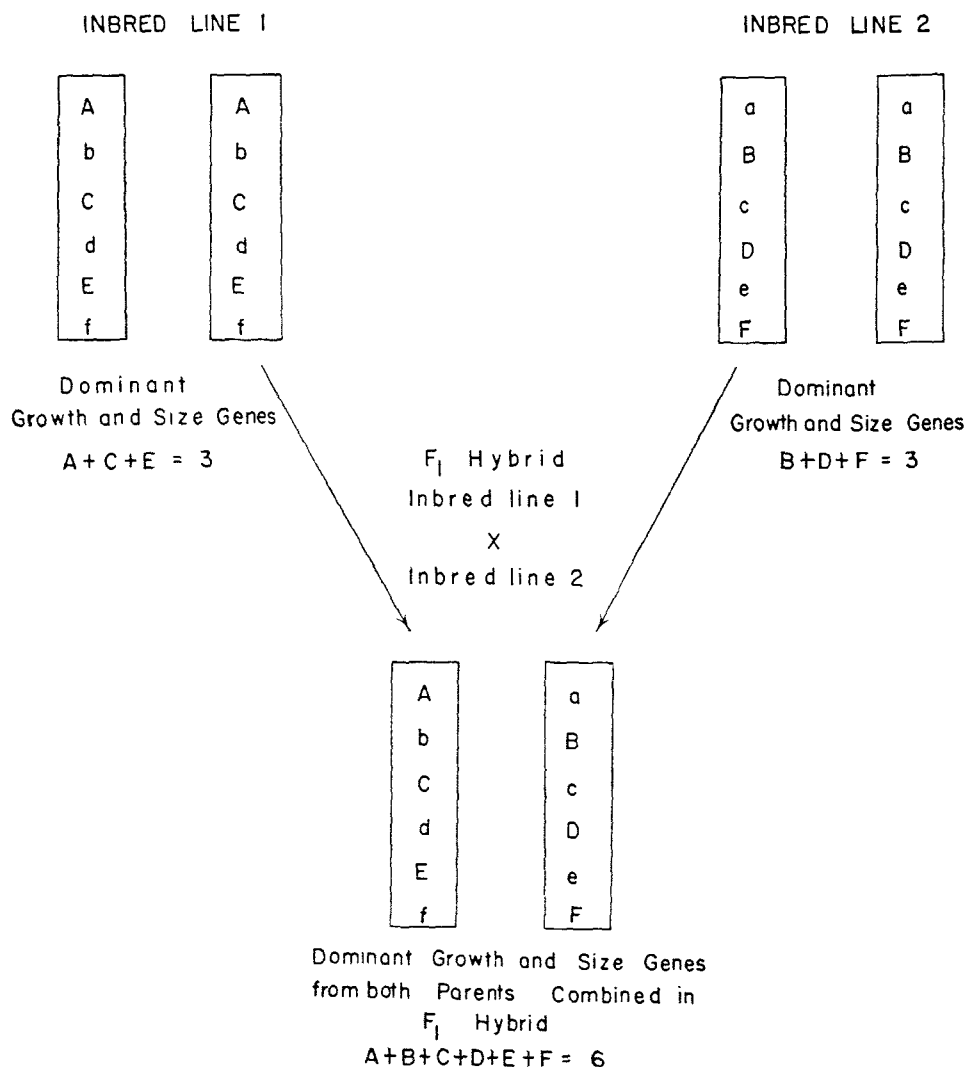 INBRED LINE 1
A A
b b
C C
d d
E E
f f
Dominant
Growth and Size Genes
A+C+E = 3
INBRED LINE 2
a a
B B
c c
D D
e e
F F
Dominant
Growth and Size Genes
B+D+F = 3
F1 Hybrid
Inbred line 1
X
Inbred line 2
A a
b B
C c
d D
E e
f F
Dominant Growth and Size Genes
from both Parents Combined in
F1 Hybrid
A+B+C+D+E+F = 6